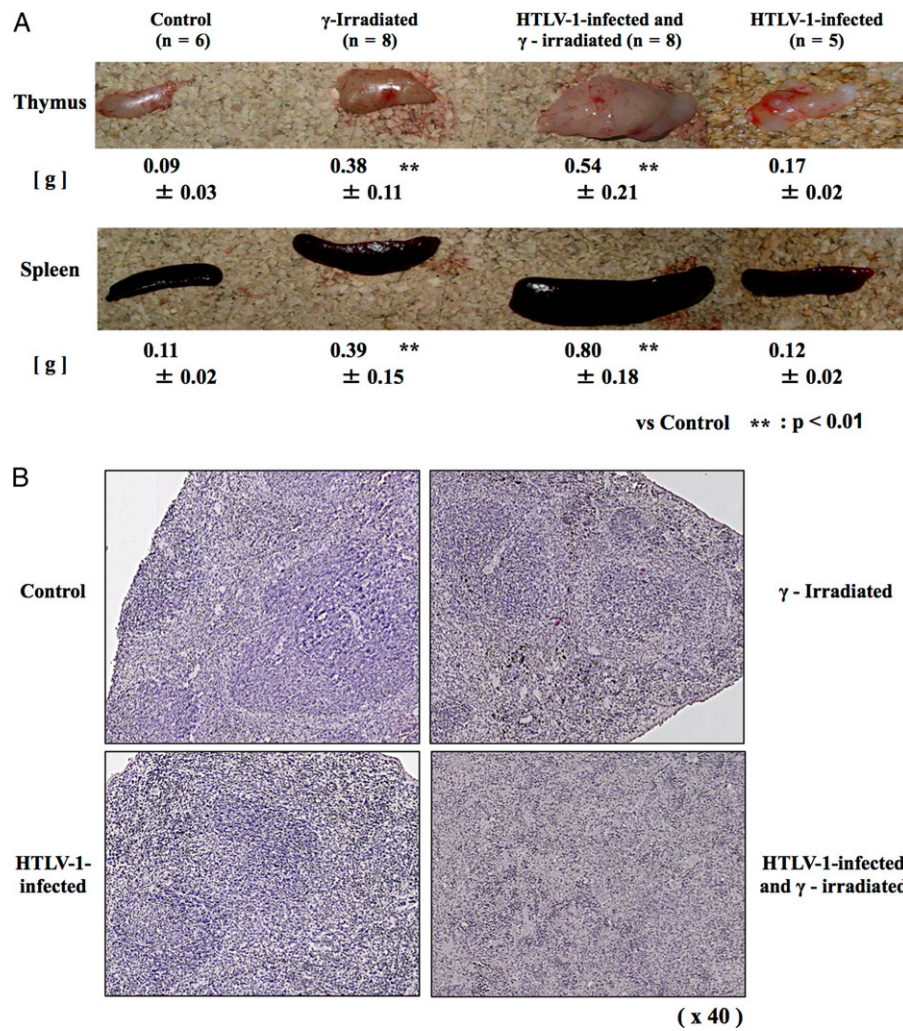 A
Control
(n = 6)
γ-Irradiated
(n = 8)
HTLV-1-infected and
γ - irradiated (n = 8)
HTLV-1-infected
(n = 5)
Thymus
[ g ]
0.09
± 0.03
0.38 **
± 0.11
0.54 **
± 0.21
0.17
± 0.02
Spleen
[ g ]
0.11
± 0.02
0.39 **
± 0.15
0.80 **
± 0.18
0.12
± 0.02
vs Control ** : p < 0.01
B
Control
γ - Irradiated
HTLV-1-
infected
HTLV-1-infected
and γ - irradiated
( x 40 )